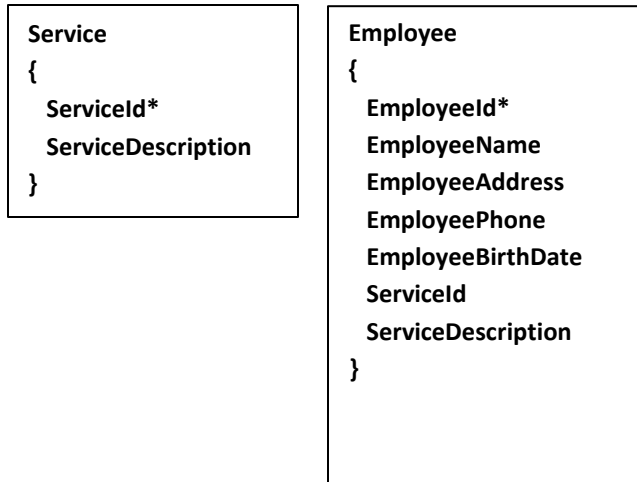 Service
{
ServiceId*
ServiceDescription
}
Employee
{
EmployeeId*
EmployeeName
EmployeeAddress
EmployeePhone
EmployeeBirthDate
ServiceId
ServiceDescription
}